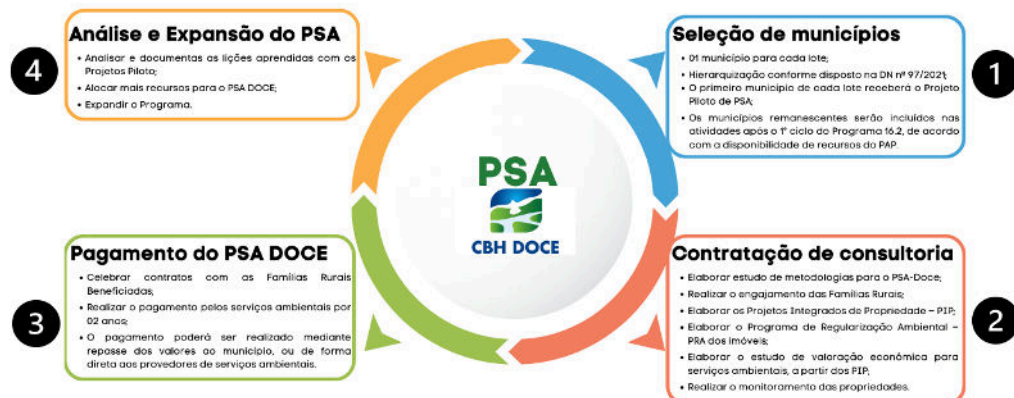 Seleção de municípios
• 01 município para cada lote;
• Hierarquização conforme disposto na DN nº 97/2021;
• O primeiro município de cada lote receberá o Projeto
Piloto de PSA;
• Os municípios remanescentes serão incluídos nas
atividades após o 1º ciclo do Programa 16.2, de acordo
com a disponibilidade de recursos do PAP.
1
Contratação de consultoria
• Elaborar estudo de metodologias para o PSA-Doce;
• Realizar o engajamento das Famílias Rurais;
• Elaborar os Projetos Integrados de Propriedade – PIP;
• Elaborar o Programa de Regularização Ambiental –
PRA dos imóveis;
• Elaborar o estudo de valoração econômica para
serviços ambientais, a partir dos PIP;
• Realizar o monitoramento das propriedades.
2
Pagamento do PSA DOCE
• Celebrar contratos com as Famílias Rurais
Beneficiadas;
• Realizar o pagamento pelos serviços ambientais por
02 anos;
• O pagamento poderá ser realizado mediante
repasse dos valores ao município, ou de forma
direta aos provedores de serviços ambientais.
3
Análise e Expansão do PSA
• Analisar e documentas as lições aprendidas com os
Projetos Piloto;
• Alocar mais recursos para o PSA DOCE;
• Expandir o Programa.
4
PSA
CBH DOCE